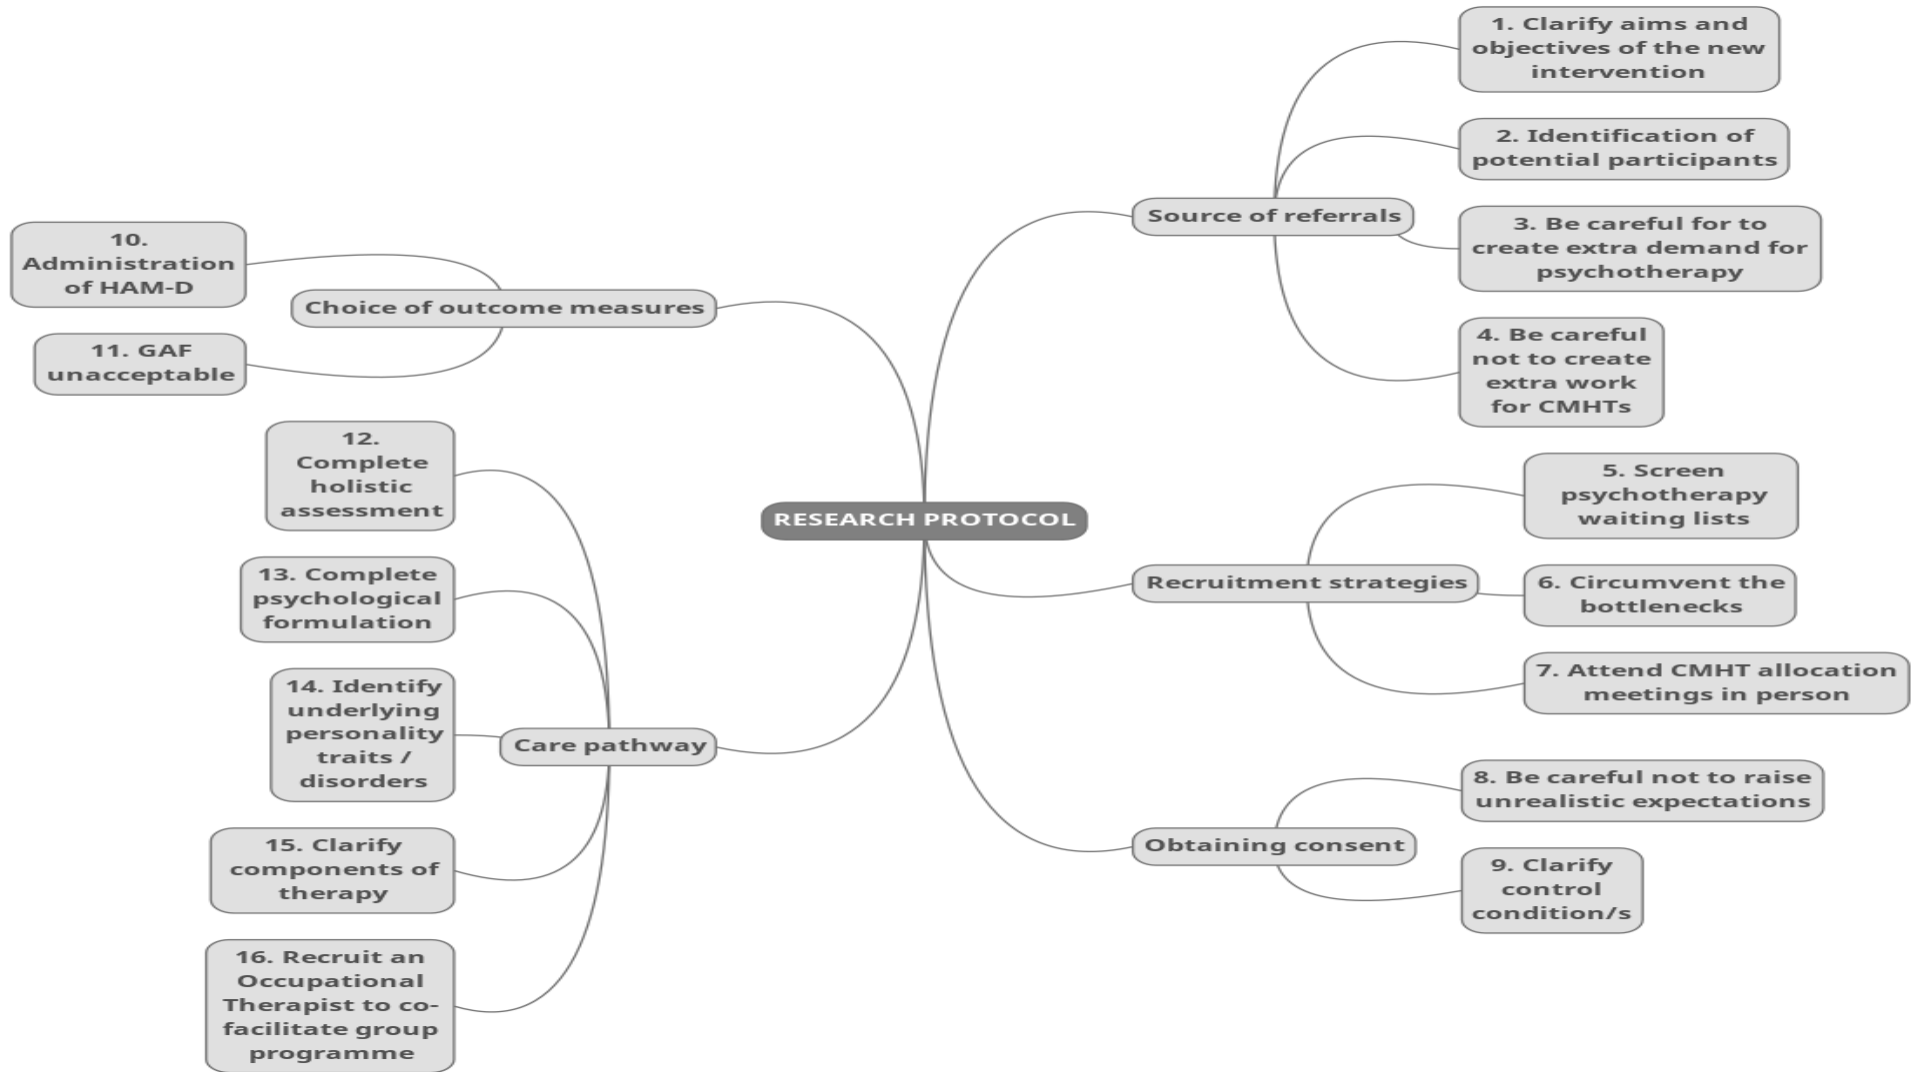 RESEARCH PROTOCOL
Source of referrals
1. Clarify aims and
objectives of the new
intervention
2. Identification of
potential participants
3. Be careful for to
create extra demand for
psychotherapy
4. Be careful
not to create
extra work
for CMHTs
Recruitment strategies
5. Screen
psychotherapy
waiting lists
6. Circumvent the
bottlenecks
7. Attend CMHT allocation
meetings in person
Obtaining consent
8. Be careful not to raise
unrealistic expectations
9. Clarify
control
condition/s
Choice of outcome measures
10.
Administration
of HAM-D
11. GAF
unacceptable
Care pathway
12.
Complete
holistic
assessment
13. Complete
psychological
formulation
14. Identify
underlying
personality
traits /
disorders
15. Clarify
components of
therapy
16. Recruit an
Occupational
Therapist to co-
facilitate group
programme